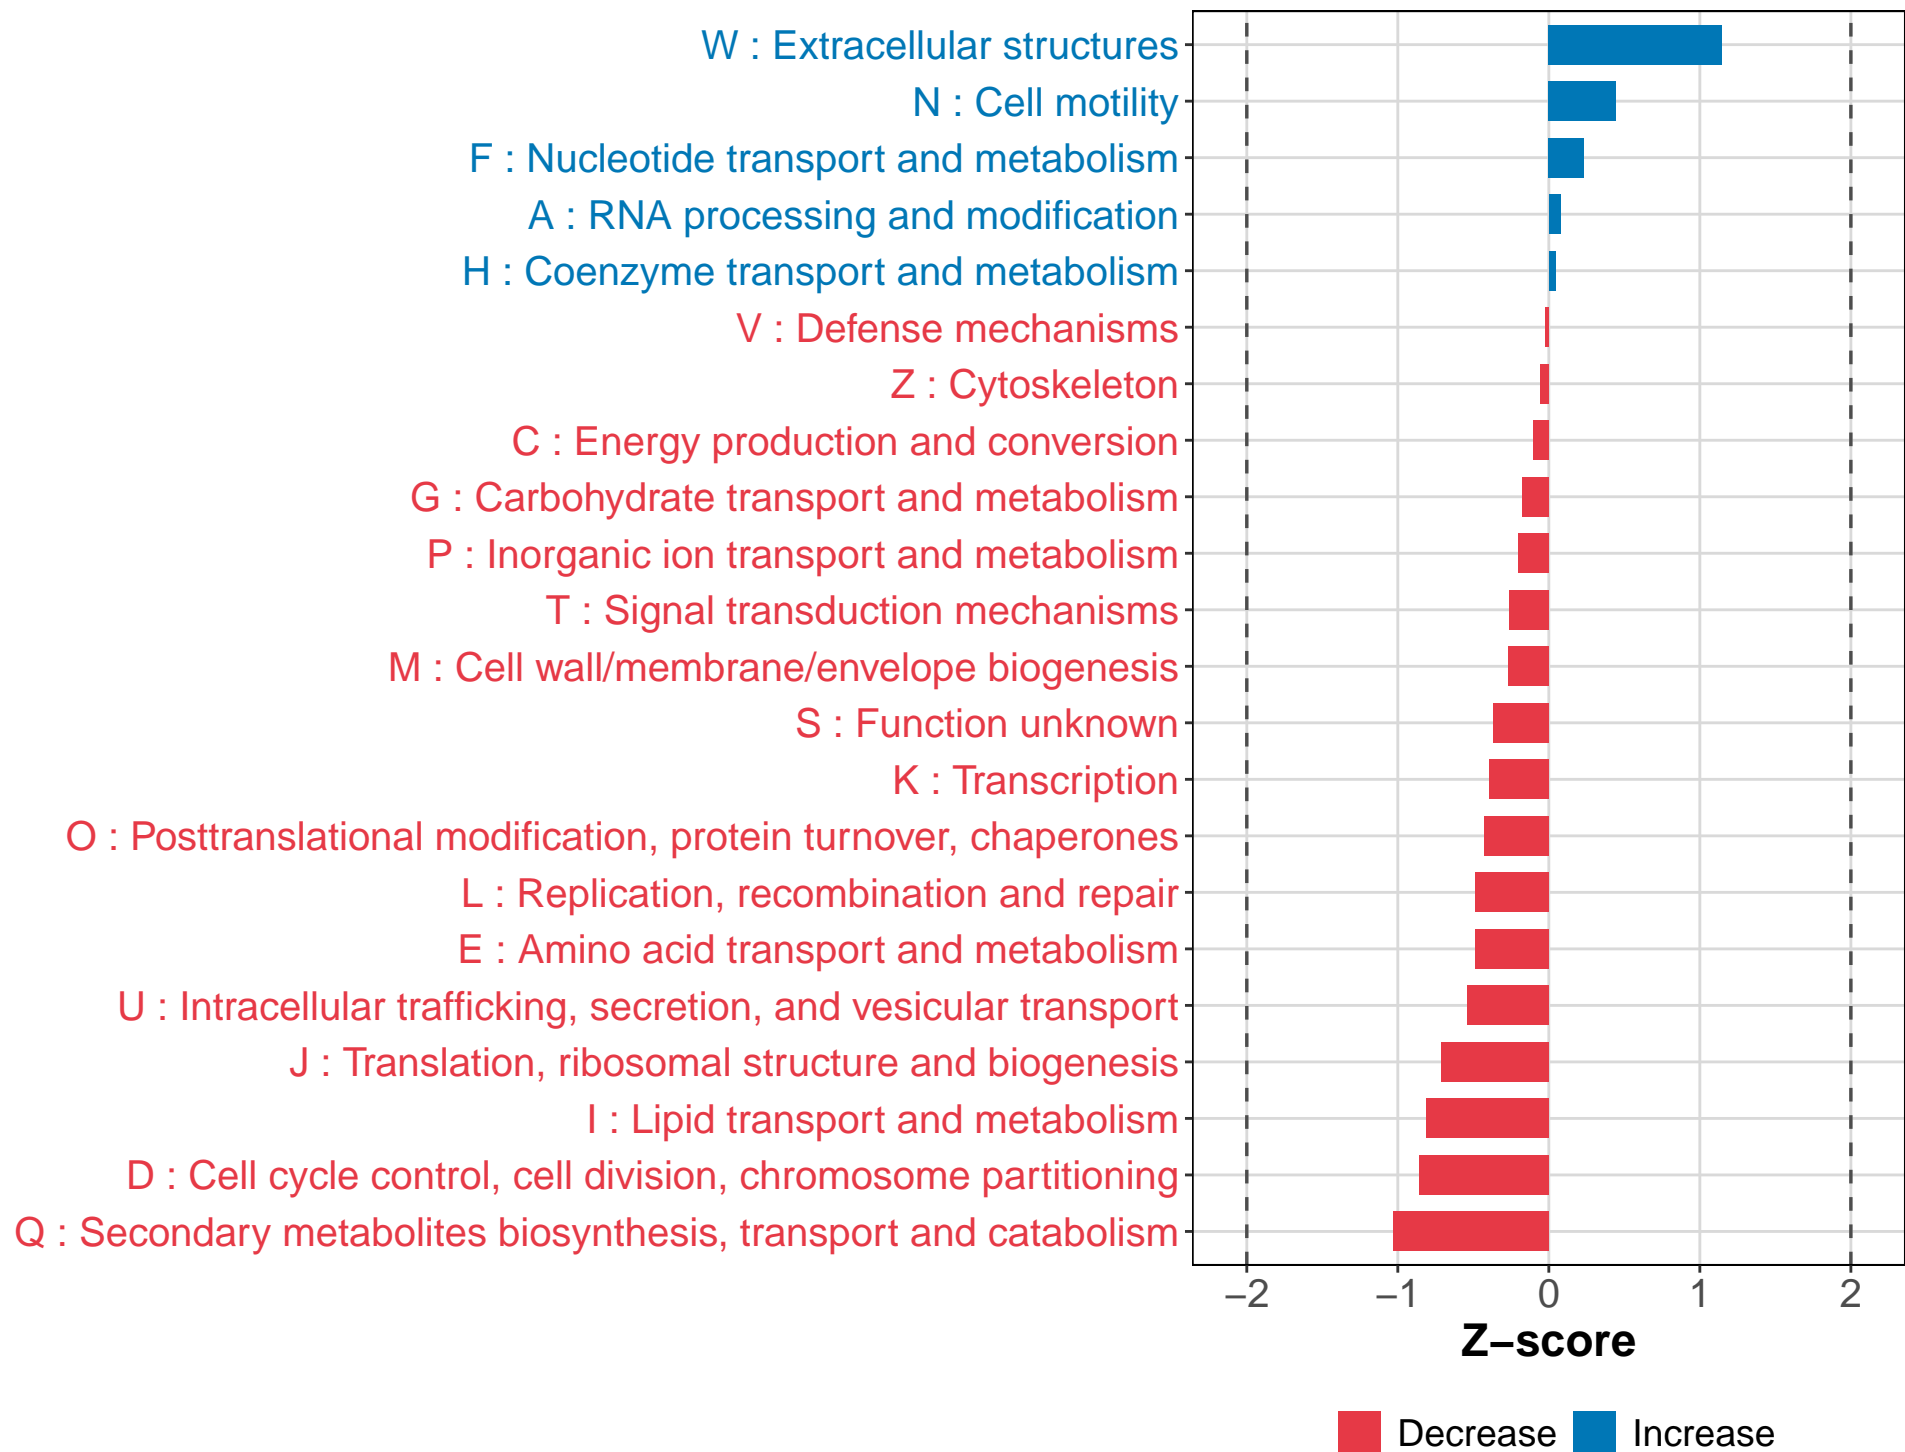 W : Extracellular structures
N : Cell motility
F : Nucleotide transport and metabolism
A : RNA processing and modification
H : Coenzyme transport and metabolism
V : Defense mechanisms
Z : Cytoskeleton
C : Energy production and conversion
G : Carbohydrate transport and metabolism
P : Inorganic ion transport and metabolism
T : Signal transduction mechanisms
M : Cell wall/membrane/envelope biogenesis
S : Function unknown
K : Transcription
O : Posttranslational modification, protein turnover, chaperones
L : Replication, recombination and repair
E : Amino acid transport and metabolism
U : Intracellular trafficking, secretion, and vesicular transport
J : Translation, ribosomal structure and biogenesis
I : Lipid transport and metabolism
D : Cell cycle control, cell division, chromosome partitioning
Q : Secondary metabolites biosynthesis, transport and catabolism
−2 −1 0 1 2
Z−score
Decrease Increase